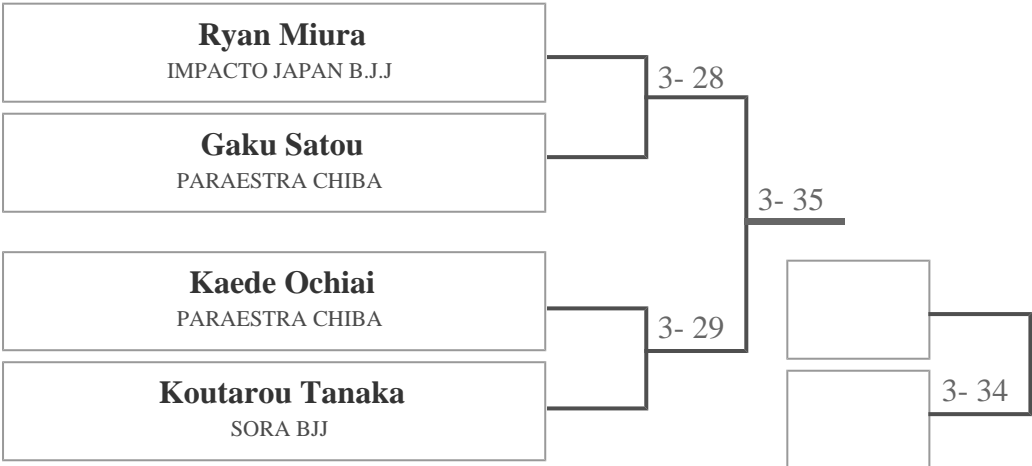 Ryan Miura
IMPACTO JAPAN B.J.J
3- 28
Gaku Satou
PARAESTRA CHIBA
3- 35
Kaede Ochiai
PARAESTRA CHIBA
3- 29
Koutarou Tanaka
SORA BJJ
3- 34